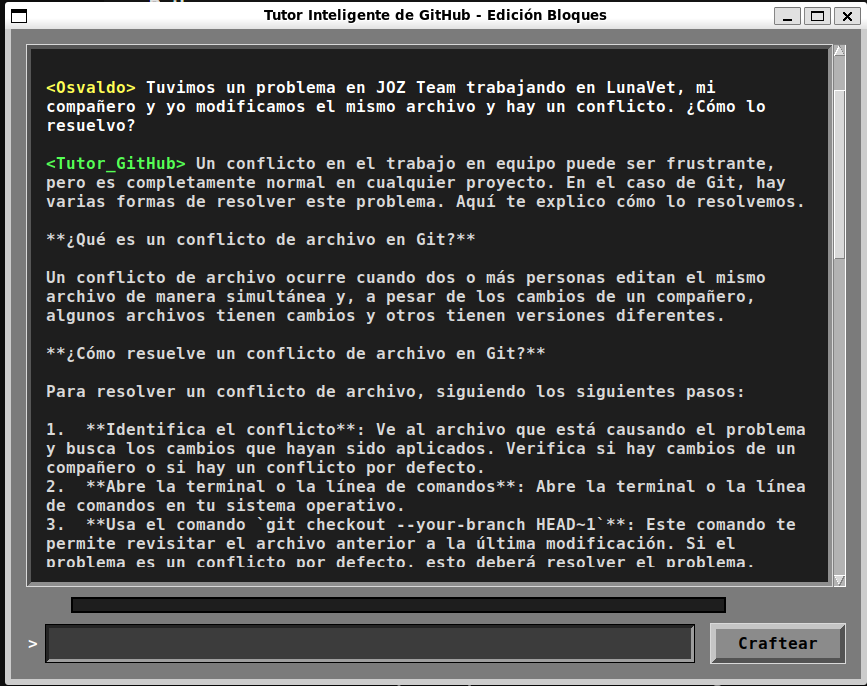 Tutor Inteligente de GitHub - Edición Bloques
<Osvaldo> Tuvimos un problema en JOZ Team trabajando en LunaVet, mi
compañero y yo modificamos el mismo archivo y hay un conflicto. ¿Cómo lo
resuelvo?
<Tutor_GitHub> Un conflicto en el trabajo en equipo puede ser frustrante,
pero es completamente normal en cualquier proyecto. En el caso de Git, hay
varias formas de resolver este problema. Aquí te explico cómo lo resolvemos.
**¿Qué es un conflicto de archivo en Git?**
Un conflicto de archivo ocurre cuando dos o más personas editan el mismo
archivo de manera simultánea y, a pesar de los cambios de un compañero,
algunos archivos tienen cambios y otros tienen versiones diferentes.
**¿Cómo resuelve un conflicto de archivo en Git?**
Para resolver un conflicto de archivo, siguiendo los siguientes pasos:
1.  **Identifica el conflicto**: Ve al archivo que está causando el problema
y busca los cambios que hayan sido aplicados. Verifica si hay cambios de un
compañero o si hay un conflicto por defecto.
2.  **Abre la terminal o la línea de comandos**: Abre la terminal o la línea
de comandos en tu sistema operativo.
3.  **Usa el comando `git checkout --your-branch HEAD~1`**: Este comando te
permite revisitar el archivo anterior a la última modificación. Si el
problema es un conflicto por defecto, esto deberá resolver el problema.
>
Craftear